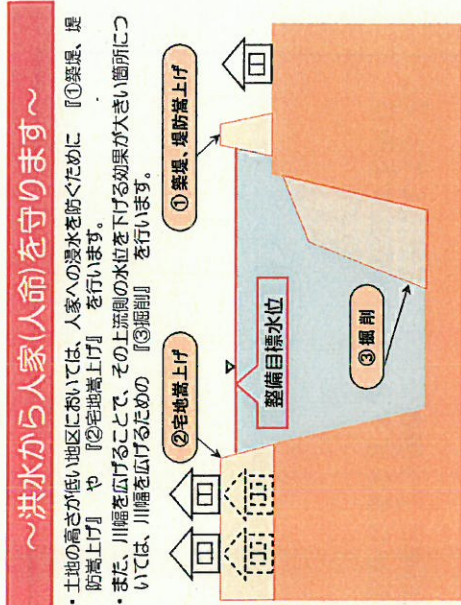 ～洪水から人家(人命)を守ります～
・土地の高さが低い地区においては、人家への浸水を防ぐために 『①築堤、堤
防嵩上げ』 や 『②宅地嵩上げ』 を行います。
・また、川幅を広げることで、その上流側の水位を下げる効果が大きい箇所につ
いては、川幅を広げるための 『③掘削』 を行います。
②宅地嵩上げ
①築堤、堤防嵩上げ
整備目標水位
③掘削